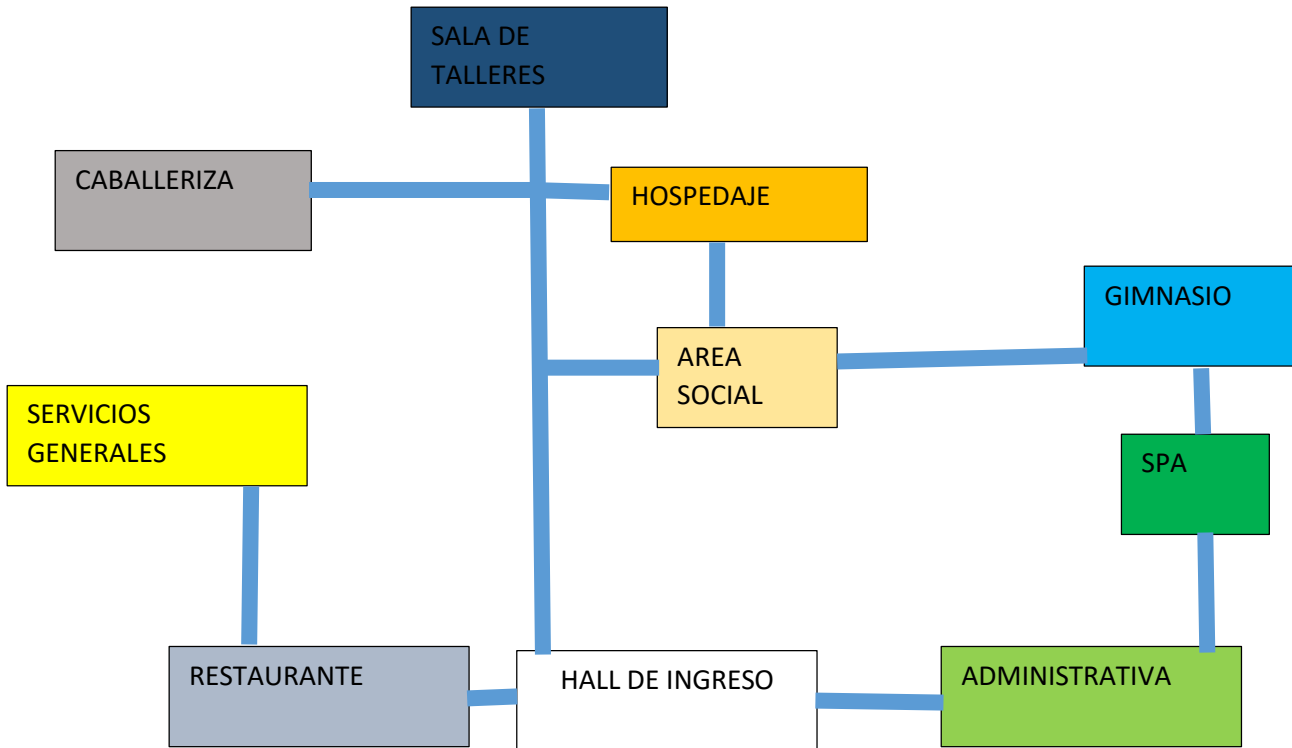 SALA DE
TALLERES
CABALLERIZA
HOSPEDAJE
GIMNASIO
AREA
SOCIAL
SERVICIOS
GENERALES
SPA
RESTAURANTE
HALL DE INGRESO
ADMINISTRATIVA